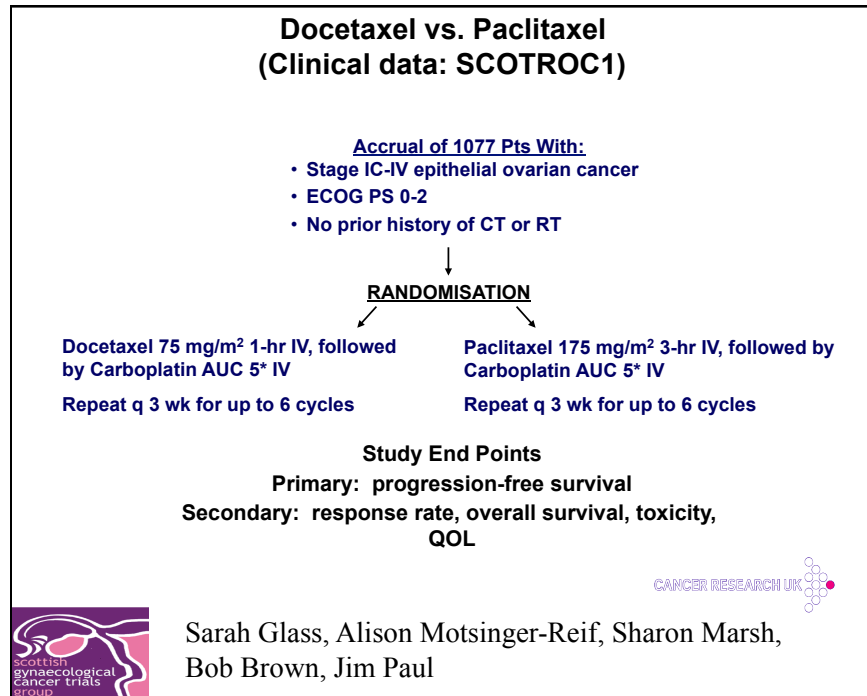 Docetaxel vs. Paclitaxel
(Clinical data: SCOTROC1)
Accrual of 1077 Pts With:
• Stage IC-IV epithelial ovarian cancer
• ECOG PS 0-2
• No prior history of CT or RT
RANDOMISATION
Docetaxel 75 mg/m² 1-hr IV, followed
by Carboplatin AUC 5* IV
Repeat q 3 wk for up to 6 cycles
Paclitaxel 175 mg/m² 3-hr IV, followed by
Carboplatin AUC 5* IV
Repeat q 3 wk for up to 6 cycles
Study End Points
Primary: progression-free survival
Secondary: response rate, overall survival, toxicity,
QOL
CANCER RESEARCH UK
scottish
gynaecological
cancer trials
group
Sarah Glass, Alison Motsinger-Reif, Sharon Marsh,
Bob Brown, Jim Paul